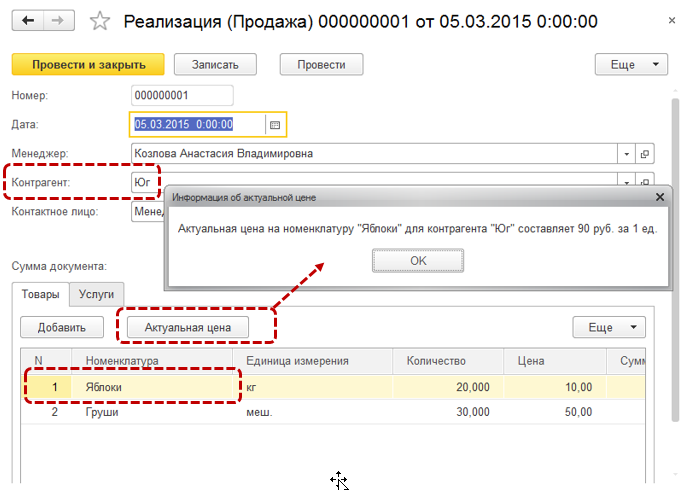 Реализация (Продажа) 000000001 от 05.03.2015 0:00:00
Провести и закрыть Записать Провести Еще
Номер: 000000001
Дата: 05.03.2015 0:00:00
Менеджер: Козлова Анастасия Владимировна
Контрагент: Юг
Информация об актуальной цене
Контактное лицо: Менед
Актуальная цена на номенклатуру "Яблоки" для контрагента "Юг" составляет 90 руб. за 1 ед.
OK
Сумма документа:
Товары Услуги
Добавить Актуальная цена Еще
N Номенклатура Единица измерения Количество Цена Сумм
1 Яблоки кг 20,000 10,00
2 Груши меш. 30,000 50,00